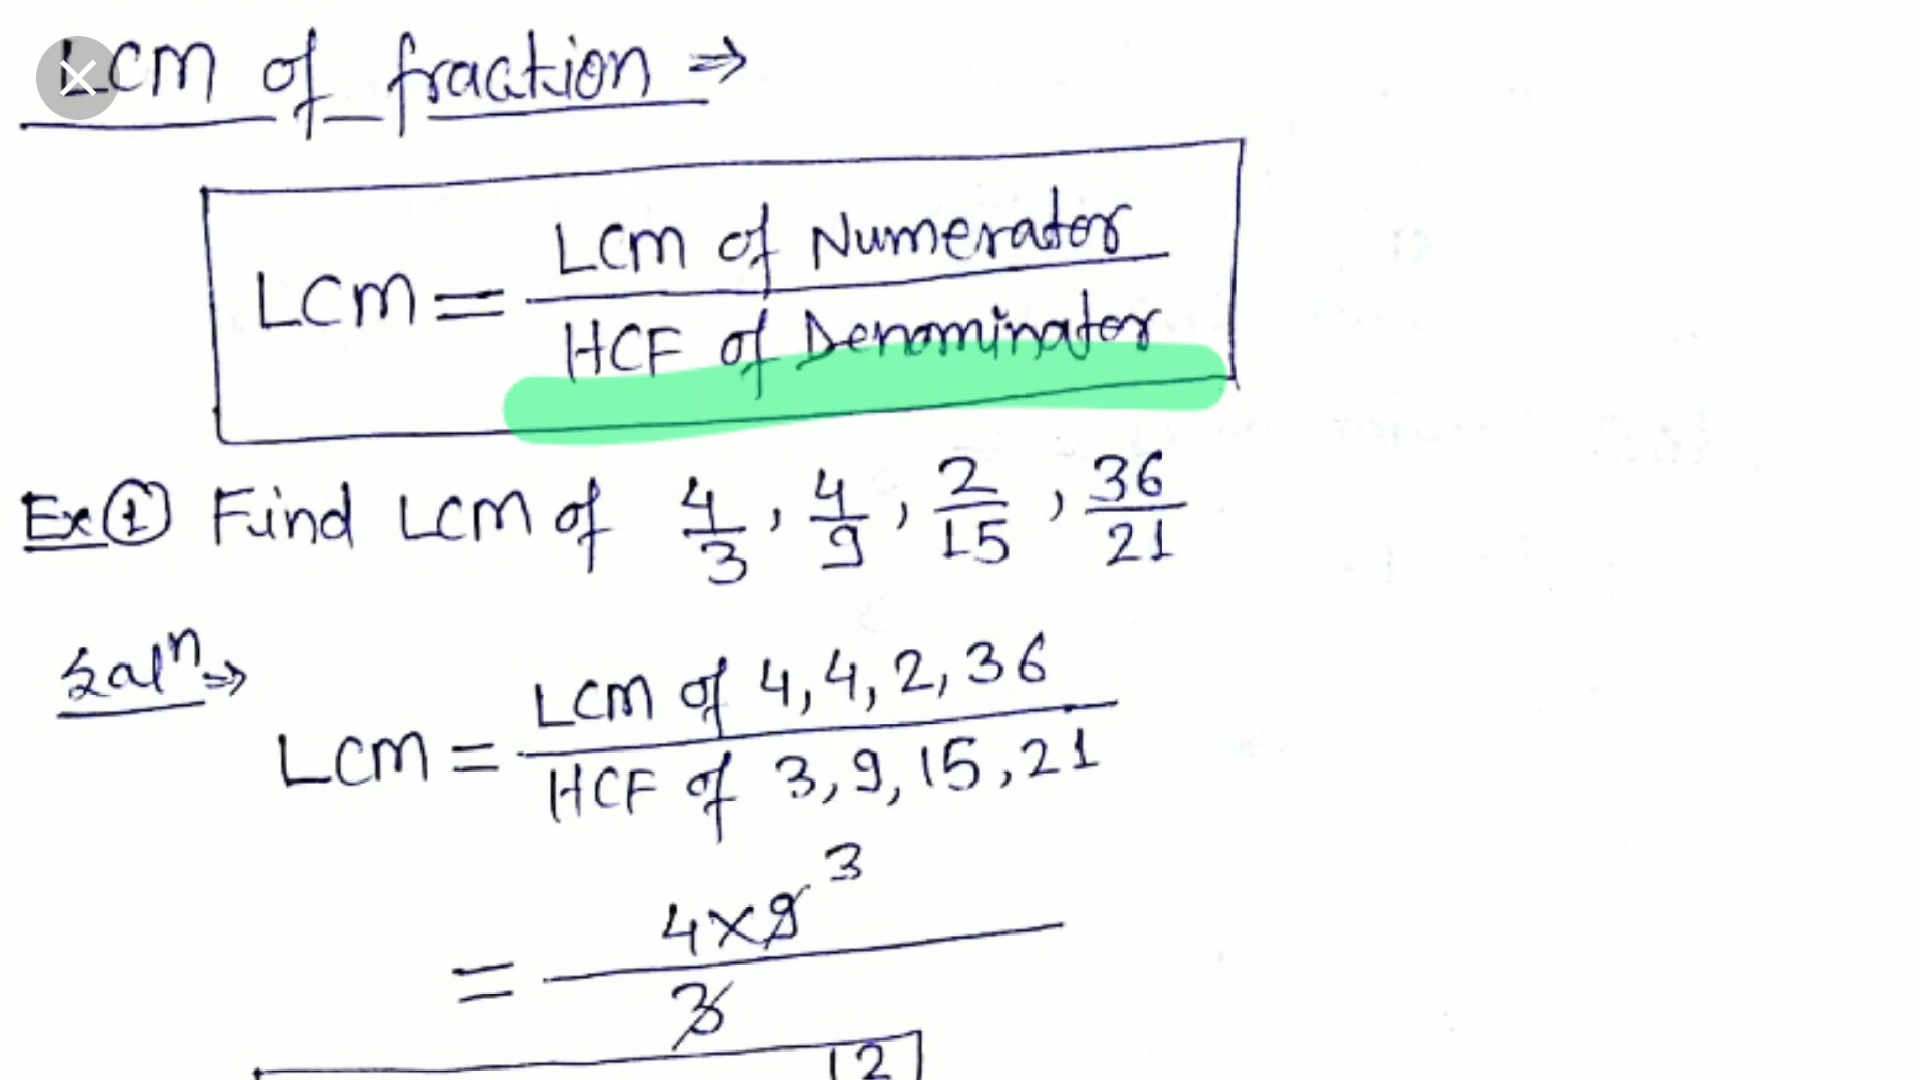 LCM of fraction ⇒
LCM = LCM of Numerator / HCF of Denominator
Ex ① Find LCM of 4/3, 4/9, 2/15, 36/21
Solⁿ ⇒
LCM = LCM of 4, 4, 2, 36 / HCF of 3, 9, 15, 21
3
= 4×9 / 3
12